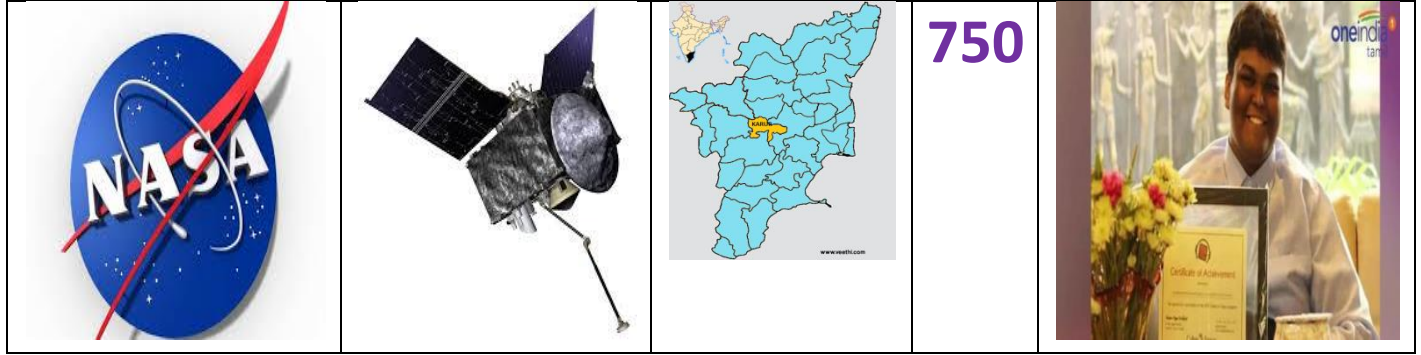 NASA
KARUR
www.veethi.com
750
oneindia
tamil
Certificate of Achievement